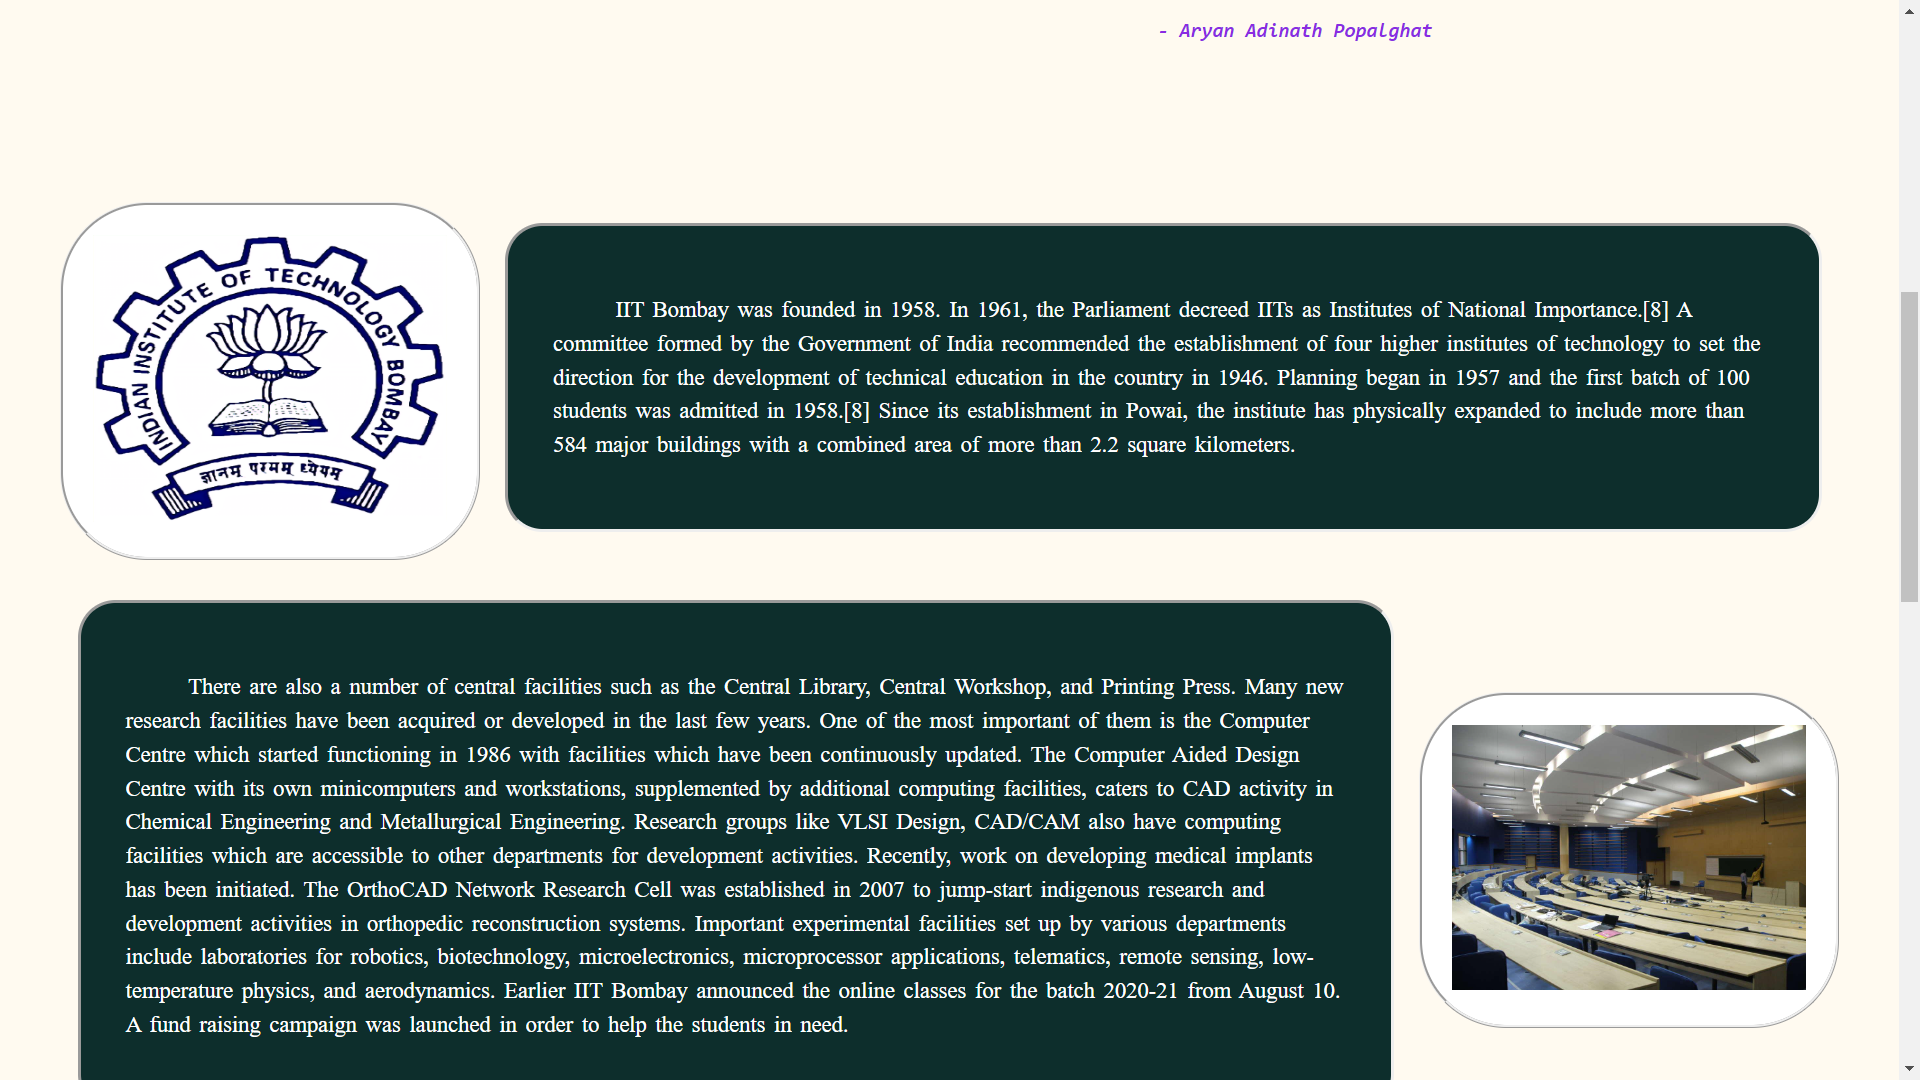 - Aryan Adinath Popalghat
INDIAN INSTITUTE OF TECHNOLOGY BOMBAY
ज्ञानम् परमम् ध्येयम्
IIT Bombay was founded in 1958. In 1961, the Parliament decreed IITs as Institutes of National Importance.[8] A
committee formed by the Government of India recommended the establishment of four higher institutes of technology to set the
direction for the development of technical education in the country in 1946. Planning began in 1957 and the first batch of 100
students was admitted in 1958.[8] Since its establishment in Powai, the institute has physically expanded to include more than
584 major buildings with a combined area of more than 2.2 square kilometers.
There are also a number of central facilities such as the Central Library, Central Workshop, and Printing Press. Many new
research facilities have been acquired or developed in the last few years. One of the most important of them is the Computer
Centre which started functioning in 1986 with facilities which have been continuously updated. The Computer Aided Design
Centre with its own minicomputers and workstations, supplemented by additional computing facilities, caters to CAD activity in
Chemical Engineering and Metallurgical Engineering. Research groups like VLSI Design, CAD/CAM also have computing
facilities which are accessible to other departments for development activities. Recently, work on developing medical implants
has been initiated. The OrthoCAD Network Research Cell was established in 2007 to jump-start indigenous research and
development activities in orthopedic reconstruction systems. Important experimental facilities set up by various departments
include laboratories for robotics, biotechnology, microelectronics, microprocessor applications, telematics, remote sensing, low-
temperature physics, and aerodynamics. Earlier IIT Bombay announced the online classes for the batch 2020-21 from August 10.
A fund raising campaign was launched in order to help the students in need.